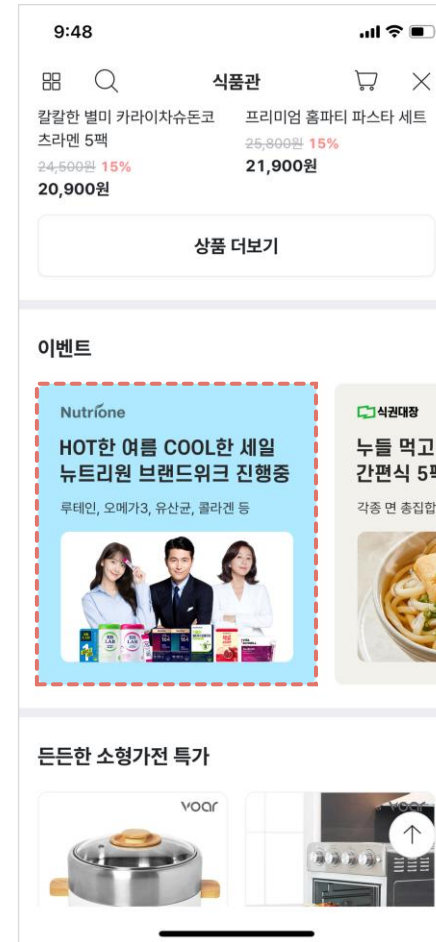 9:48
식품관
칼칼한 별미 카라이차슈돈코
츠라멘 5팩
24,500원 15%
20,900원
프리미엄 홈파티 파스타 세트
25,800원 15%
21,900원
상품 더보기
이벤트
Nutrione
HOT한 여름 COOL한 세일
뉴트리원 브랜드위크 진행중
루테인, 오메가3, 유산균, 콜라겐 등
식권대장
누들 먹고
간편식 5
각종 면 총집합
든든한 소형가전 특가
voar
voar